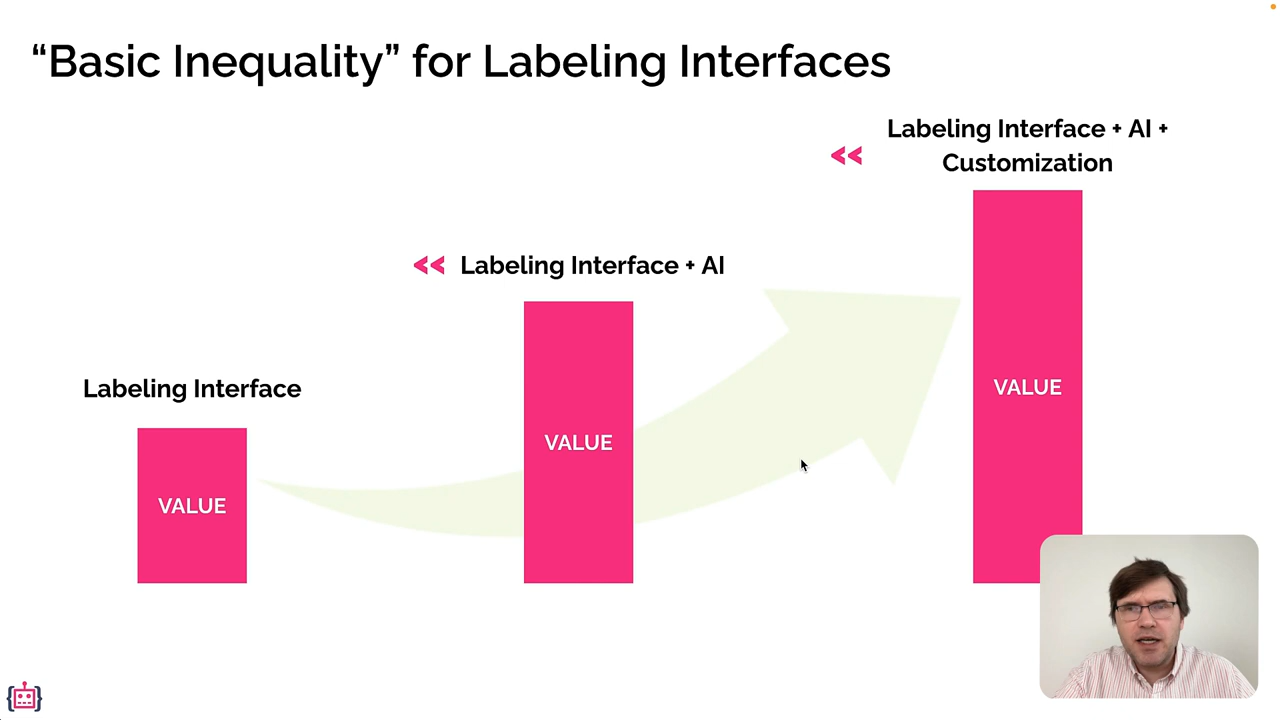 “Basic Inequality” for Labeling Interfaces
<< Labeling Interface + AI +
Customization
<< Labeling Interface + AI
Labeling Interface
VALUE
VALUE
VALUE